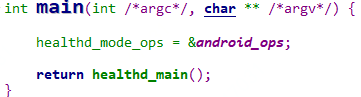 int main(int /*argc*/, char ** /*argv*/) {
healthd_mode_ops = &android_ops;
return healthd_main();
}